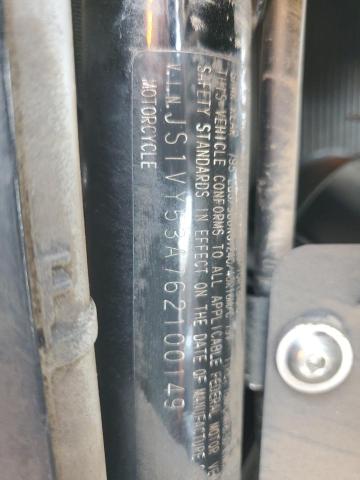 THIS VEHICLE CONFORMS TO ALL APPLICABLE FEDERAL MOTOR VE
SAFETY STANDARDS IN EFFECT ON THE DATE OF MANUFACTURE
V.I.N. JS1VY53A762100149
MOTORCYCLE